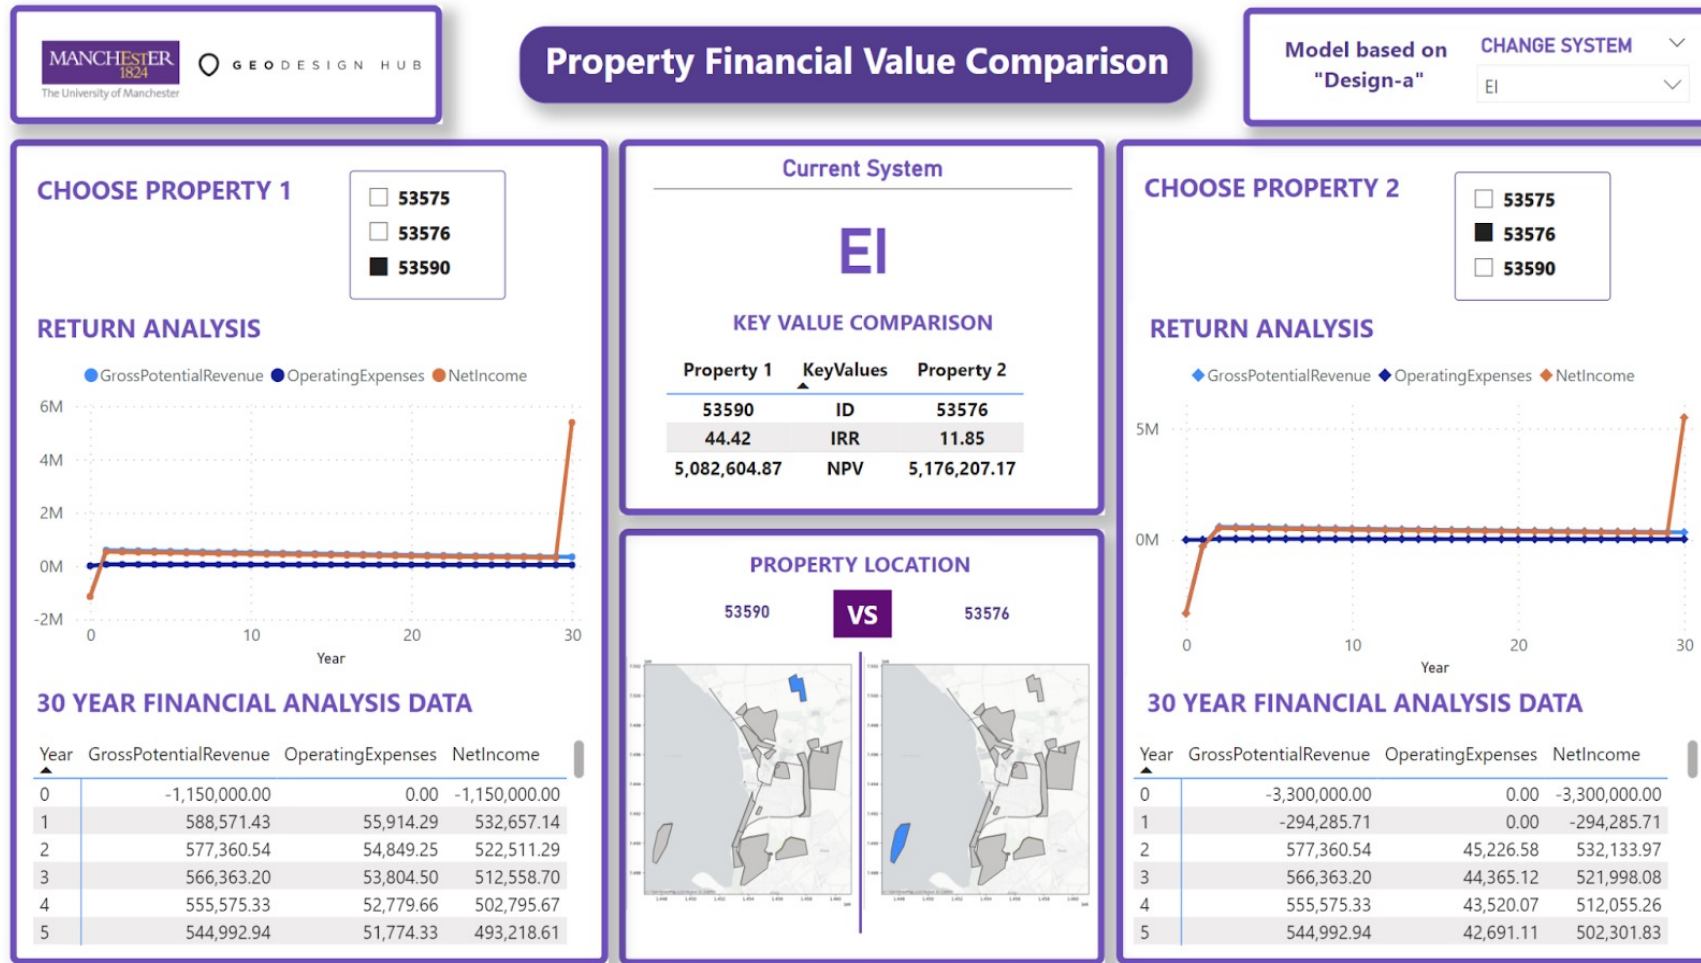 MANCHESTER
1824
The University of Manchester
GEODESIGN HUB
Property Financial Value Comparison
Model based on
"Design-a"
CHANGE SYSTEM
EI
CHOOSE PROPERTY 1
53575
53576
53590
RETURN ANALYSIS
GrossPotentialRevenue OperatingExpenses NetIncome
6M
4M
2M
0M
-2M
0 10 20 30
Year
30 YEAR FINANCIAL ANALYSIS DATA
Year GrossPotentialRevenue OperatingExpenses NetIncome
0 -1,150,000.00 0.00 -1,150,000.00
1 588,571.43 55,914.29 532,657.14
2 577,360.54 54,849.25 522,511.29
3 566,363.20 53,804.50 512,558.70
4 555,575.33 52,779.66 502,795.67
5 544,992.94 51,774.33 493,218.61
Current System
EI
KEY VALUE COMPARISON
Property 1 KeyValues Property 2
53590 ID 53576
44.42 IRR 11.85
5,082,604.87 NPV 5,176,207.17
PROPERTY LOCATION
53590 VS 53576
CHOOSE PROPERTY 2
53575
53576
53590
RETURN ANALYSIS
GrossPotentialRevenue OperatingExpenses NetIncome
5M
0M
0 10 20 30
Year
30 YEAR FINANCIAL ANALYSIS DATA
Year GrossPotentialRevenue OperatingExpenses NetIncome
0 -3,300,000.00 0.00 -3,300,000.00
1 -294,285.71 0.00 -294,285.71
2 577,360.54 45,226.58 532,133.97
3 566,363.20 44,365.12 521,998.08
4 555,575.33 43,520.07 512,055.26
5 544,992.94 42,691.11 502,301.83